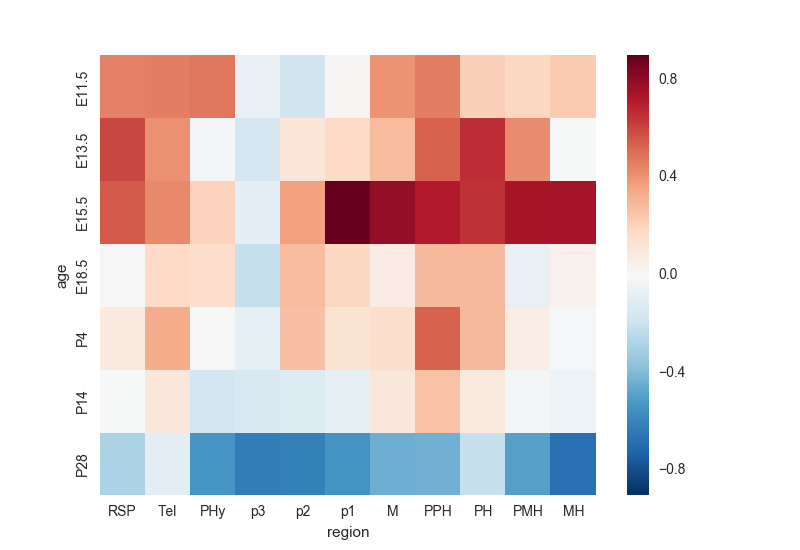 age
E11.5
E13.5
E15.5
E18.5
P4
P14
P28
RSP Tel PHy p3 p2 p1 M PPH PH PMH MH
region
0.8
0.4
0.0
−0.4
−0.8